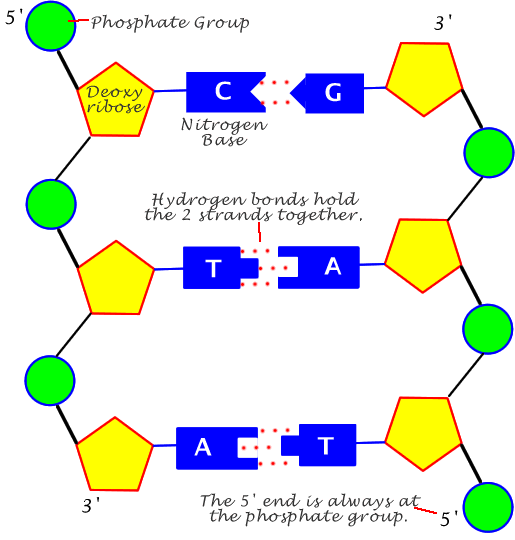 5'
Phosphate Group
3'
Deoxy
ribose
C
G
Nitrogen
Base
Hydrogen bonds hold
the 2 strands together.
T
A
A
T
3'
The 5' end is always at
the phosphate group.
5'